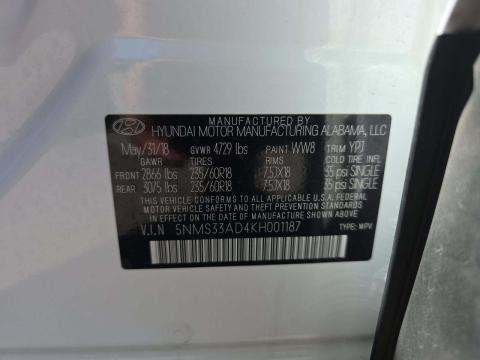 MANUFACTURED BY
HYUNDAI MOTOR MANUFACTURING ALABAMA, LLC
May/31/18 GVWR 4729 lbs PAINT WW8 TRIM YPJ
GAWR TIRES RIMS COLD TIRE INFL
FRONT 2866 lbs 235/60R18 7.5JX18 35 psi SINGLE
REAR 3075 lbs 235/60R18 7.5JX18 35 psi SINGLE
THIS VEHICLE CONFORMS TO ALL APPLICABLE U.S.A. FEDERAL MOTOR
VEHICLE SAFETY, BUMPER, AND THEFT PREVENTION STANDARDS IN EFFECT
ON THE DATE OF MANUFACTURE SHOWN ABOVE.
V.I.N 5NMS33AD4KH001187 TYPE: MPV